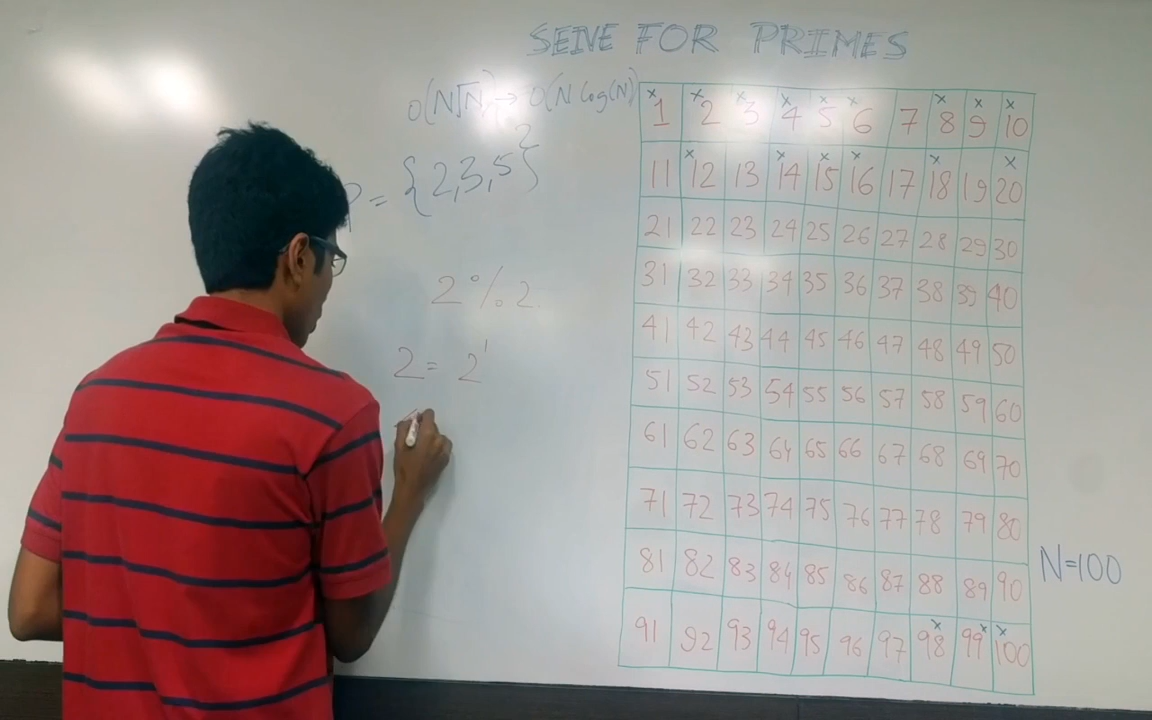 SEIVE FOR PRIMES
O(N√N) → O(N log(N))
P = {2,3,5}
2 % 2.
2 = 2¹
1 2 3 4 5 6 7 8 9 10
11 12 13 14 15 16 17 18 19 20
21 22 23 24 25 26 27 28 29 30
31 32 33 34 35 36 37 38 39 40
41 42 43 44 45 46 47 48 49 50
51 52 53 54 55 56 57 58 59 60
61 62 63 64 65 66 67 68 69 70
71 72 73 74 75 76 77 78 79 80
81 82 83 84 85 86 87 88 89 90
91 92 93 94 95 96 97 98 99 100
N=100